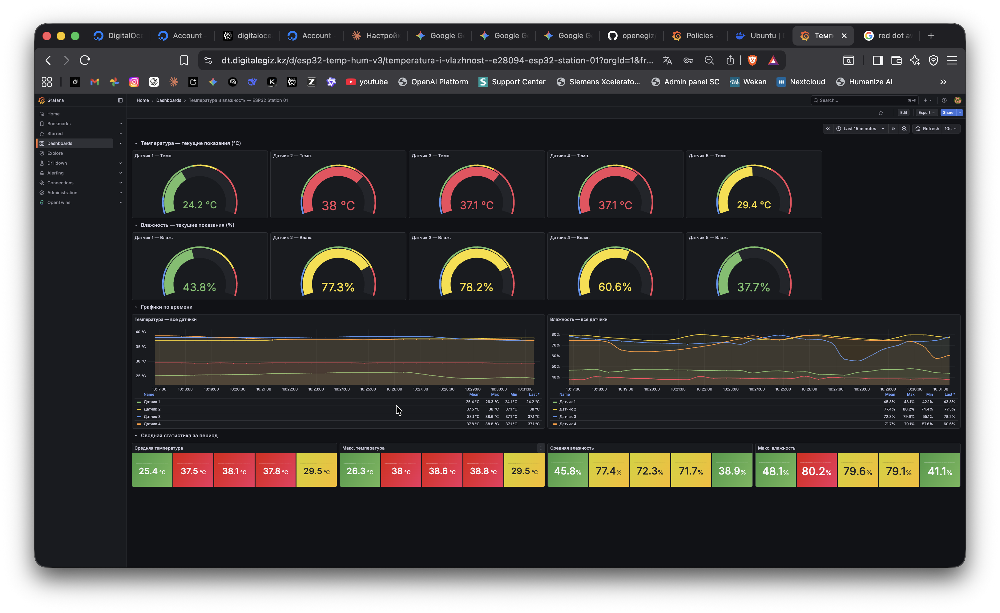 DigitalOc
Account -
digitaloce
Account -
Настройк
Google G
Google G
Google G
openegiz/
Policies -
Ubuntu |
Темп
red dot a
dt.digitalegiz.kz/d/esp32-temp-hum-v3/temperatura-i-vlazhnost--e28094-esp32-station-01?orgId=1&fr...
youtube
OpenAI Platform
Support Center
Siemens Xcelerato...
Admin panel SC
Wekan
Nextcloud
Humanize AI
Grafana
Home › Dashboards › Температура и влажность — ESP32 Station 01
Search...
⌘+k
Home
Bookmarks
Starred
Dashboards
Explore
Drilldown
Alerting
Connections
Administration
OpenTwins
Edit
Export
Share
Last 15 minutes
Refresh
10s
Температура — текущие показания (°C)
Датчик 1 — Темп.
24.2 °C
Датчик 2 — Темп.
38 °C
Датчик 3 — Темп.
37.1 °C
Датчик 4 — Темп.
37.1 °C
Датчик 5 — Темп.
29.4 °C
Влажность — текущие показания (%)
Датчик 1 — Влаж.
43.8%
Датчик 2 — Влаж.
77.3%
Датчик 3 — Влаж.
78.2%
Датчик 4 — Влаж.
60.6%
Датчик 5 — Влаж.
37.7%
Графики по времени
Температура — все датчики
40 °C
35 °C
30 °C
25 °C
10:17:00 10:18:00 10:19:00 10:20:00 10:21:00 10:22:00 10:23:00 10:24:00 10:25:00 10:26:00 10:27:00 10:28:00 10:29:00 10:30:00 10:31:00
Name Mean Max Min Last *
Датчик 1 25.4 °C 26.3 °C 24.1 °C 24.2 °C
Датчик 2 37.5 °C 38 °C 37.1 °C 38 °C
Датчик 3 38.1 °C 38.6 °C 37.1 °C 37.1 °C
Датчик 4 37.8 °C 38.8 °C 37.1 °C 37.1 °C
Влажность — все датчики
80%
70%
60%
50%
40%
10:17:00 10:18:00 10:19:00 10:20:00 10:21:00 10:22:00 10:23:00 10:24:00 10:25:00 10:26:00 10:27:00 10:28:00 10:29:00 10:30:00 10:31:00
Name Mean Max Min Last *
Датчик 1 45.8% 48.1% 42.1% 43.8%
Датчик 2 77.4% 80.2% 74.4% 77.3%
Датчик 3 72.3% 79.6% 55.1% 78.2%
Датчик 4 71.7% 79.1% 57.6% 60.6%
Сводная статистика за период
Средняя температура
25.4 °C 37.5 °C 38.1 °C 37.8 °C 29.5 °C
Макс. температура
26.3 °C 38 °C 38.6 °C 38.8 °C 29.5 °C
Средняя влажность
45.8% 77.4% 72.3% 71.7% 38.9%
Макс. влажность
48.1% 80.2% 79.6% 79.1% 41.1%